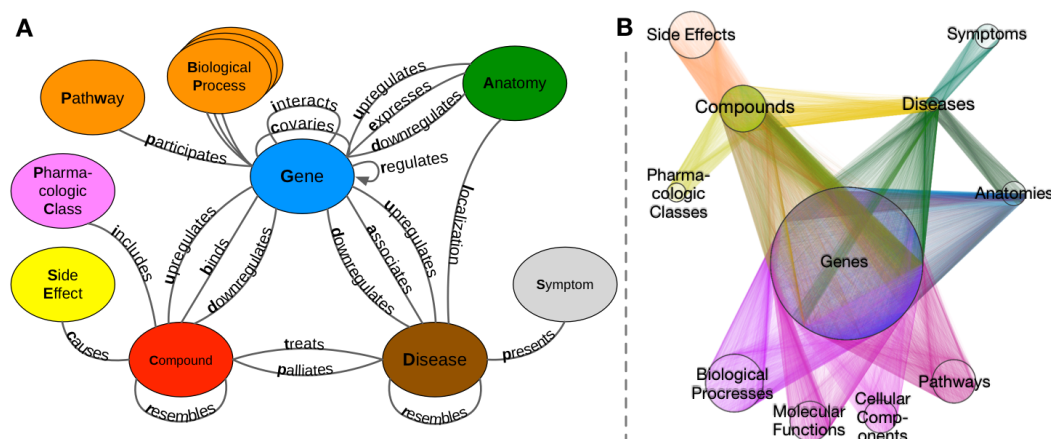 A
Pathway
Biological
Process
Anatomy
interacts
covaries
upregulates
expresses
downregulates
regulates
participates
Gene
Pharma-
cologic
Class
includes
upregulates
binds
downregulates
downregulates
associates
upregulates
localization
Side
Effect
Symptom
causes
Compound
treats
palliates
Disease
presents
resembles
resembles
B
Side Effects
Symptoms
Compounds
Diseases
Pharma-
cologic
Classes
Anatomies
Genes
Biological
Procresses
Molecular
Functions
Cellular
Comp-
onents
Pathways